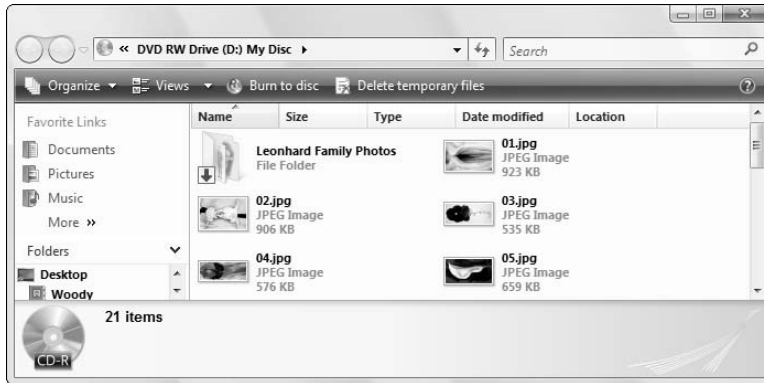 « DVD RW Drive (D:) My Disc
Search
Organize Views Burn to disc Delete temporary files
Name Size Type Date modified Location
Favorite Links
Documents
Pictures
Music
More »
Folders
Desktop
Woody
Leonhard Family Photos
File Folder
01.jpg
JPEG Image
923 KB
02.jpg
JPEG Image
906 KB
03.jpg
JPEG Image
535 KB
04.jpg
JPEG Image
576 KB
05.jpg
JPEG Image
659 KB
21 items
CD-R